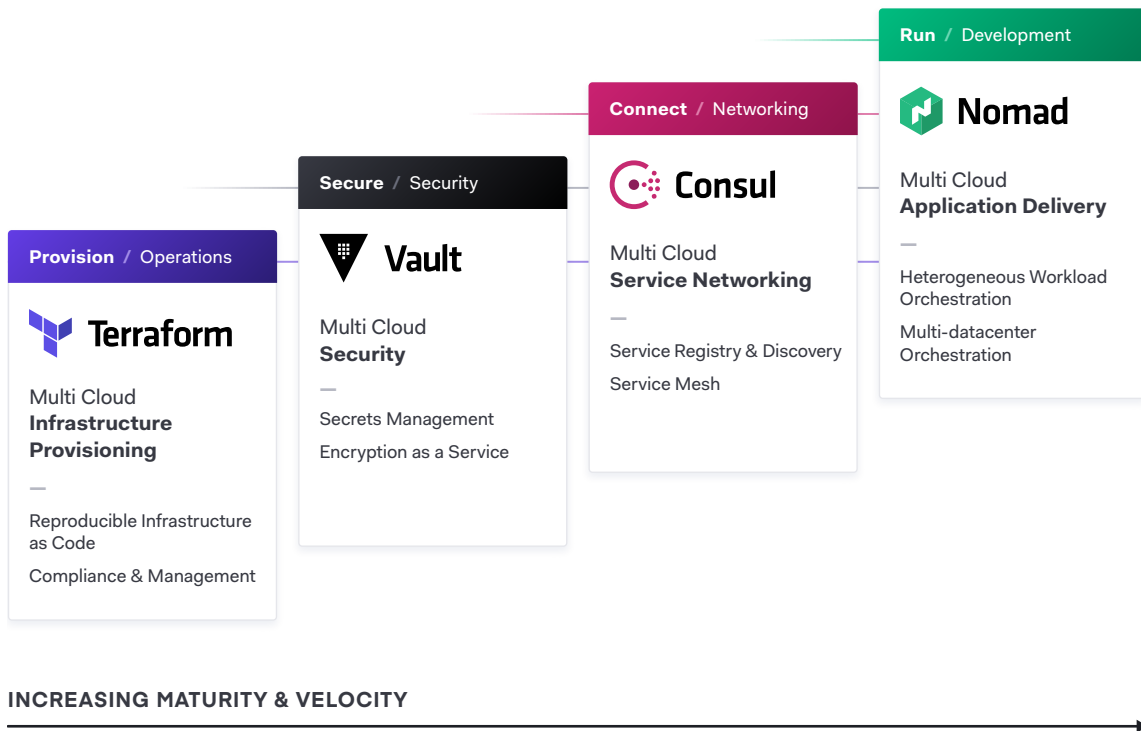 Provision / Operations
Terraform
Multi Cloud
Infrastructure
Provisioning
—
Reproducible Infrastructure
as Code
Compliance & Management
Secure / Security
Vault
Multi Cloud
Security
—
Secrets Management
Encryption as a Service
Connect / Networking
Consul
Multi Cloud
Service Networking
—
Service Registry & Discovery
Service Mesh
Run / Development
Nomad
Multi Cloud
Application Delivery
—
Heterogeneous Workload
Orchestration
Multi-datacenter
Orchestration
INCREASING MATURITY & VELOCITY